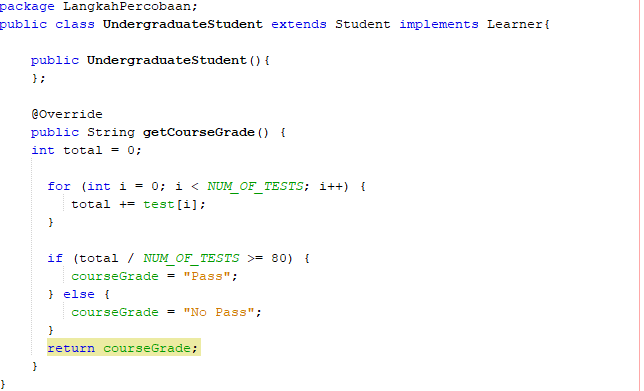 package LangkahPercobaan;
public class UndergraduateStudent extends Student implements Learner{
public UndergraduateStudent(){
};
@Override
public String getCourseGrade() {
int total = 0;
for (int i = 0; i < NUM_OF_TESTS; i++) {
total += test[i];
}
if (total / NUM_OF_TESTS >= 80) {
courseGrade = "Pass";
} else {
courseGrade = "No Pass";
}
return courseGrade;
}
}